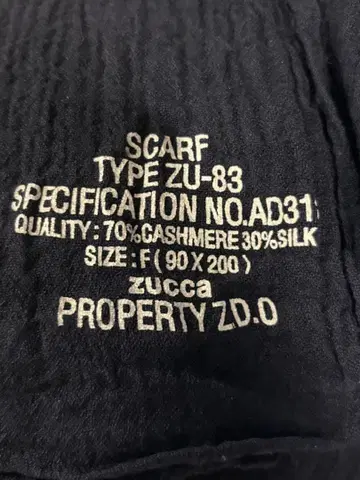 SCARF
TYPE ZU-83
SPECIFICATION NO.AD31
QUALITY : 70%CASHMERE 30%SILK
SIZE : F ( 90 X 200 )
zucca
PROPERTY ZD.O